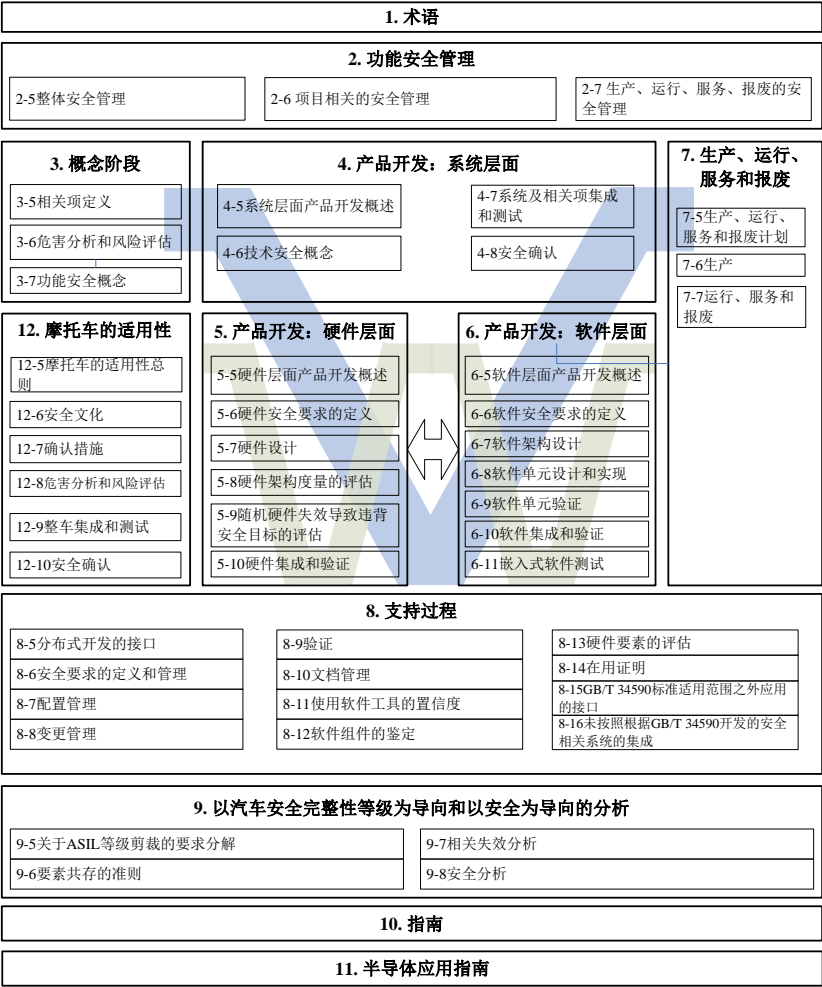 1. 术语
2. 功能安全管理
2-5整体安全管理
2-6 项目相关的安全管理
2-7 生产、运行、服务、报废的安
全管理
3. 概念阶段
3-5相关项定义
3-6危害分析和风险评估
3-7功能安全概念
4. 产品开发：系统层面
4-5系统层面产品开发概述
4-6技术安全概念
4-7系统及相关项集成
和测试
4-8安全确认
7. 生产、运行、
服务和报废
7-5生产、运行、
服务和报废计划
7-6生产
7-7运行、服务和
报废
12. 摩托车的适用性
12-5摩托车的适用性总
则
12-6安全文化
12-7确认措施
12-8危害分析和风险评估
12-9整车集成和测试
12-10安全确认
5. 产品开发：硬件层面
5-5硬件层面产品开发概述
5-6硬件安全要求的定义
5-7硬件设计
5-8硬件架构度量的评估
5-9随机硬件失效导致违背
安全目标的评估
5-10硬件集成和验证
6. 产品开发：软件层面
6-5软件层面产品开发概述
6-6软件安全要求的定义
6-7软件架构设计
6-8软件单元设计和实现
6-9软件单元验证
6-10软件集成和验证
6-11嵌入式软件测试
8. 支持过程
8-5分布式开发的接口
8-6安全要求的定义和管理
8-7配置管理
8-8变更管理
8-9验证
8-10文档管理
8-11使用软件工具的置信度
8-12软件组件的鉴定
8-13硬件要素的评估
8-14在用证明
8-15GB/T 34590标准适用范围之外应用
的接口
8-16未按照根据GB/T 34590开发的安全
相关系统的集成
9. 以汽车安全完整性等级为导向和以安全为导向的分析
9-5关于ASIL等级剪裁的要求分解
9-6要素共存的准则
9-7相关失效分析
9-8安全分析
10. 指南
11. 半导体应用指南